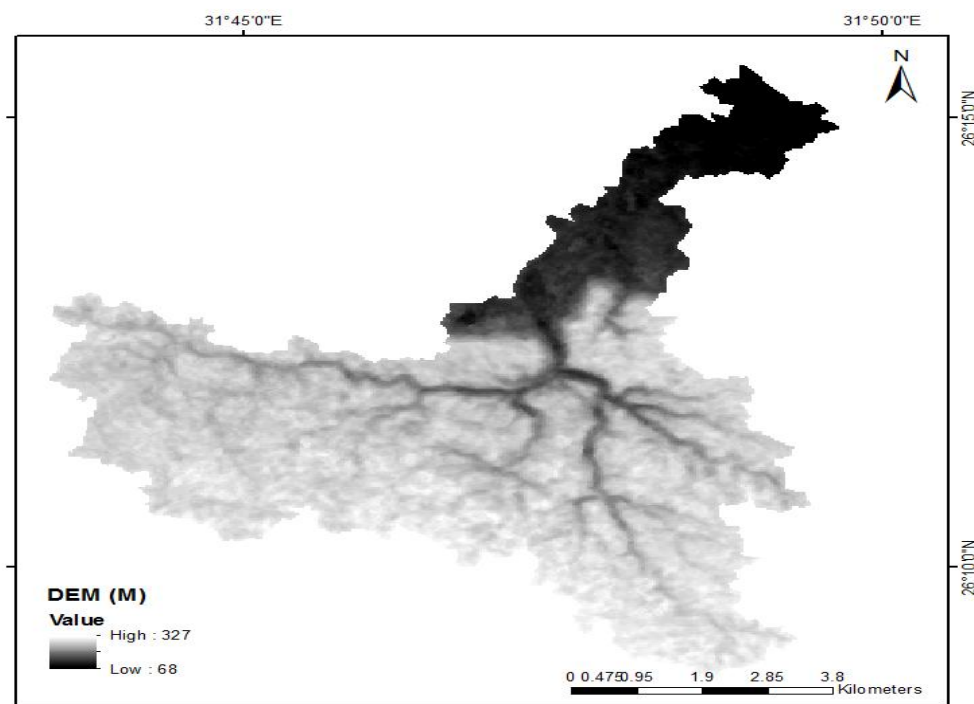 31°45'0"E 31°50'0"E
N
26°15'0"N
26°10'0"N
DEM (M)
Value
High : 327
Low : 68
0 0.475 0.95 1.9 2.85 3.8
Kilometers